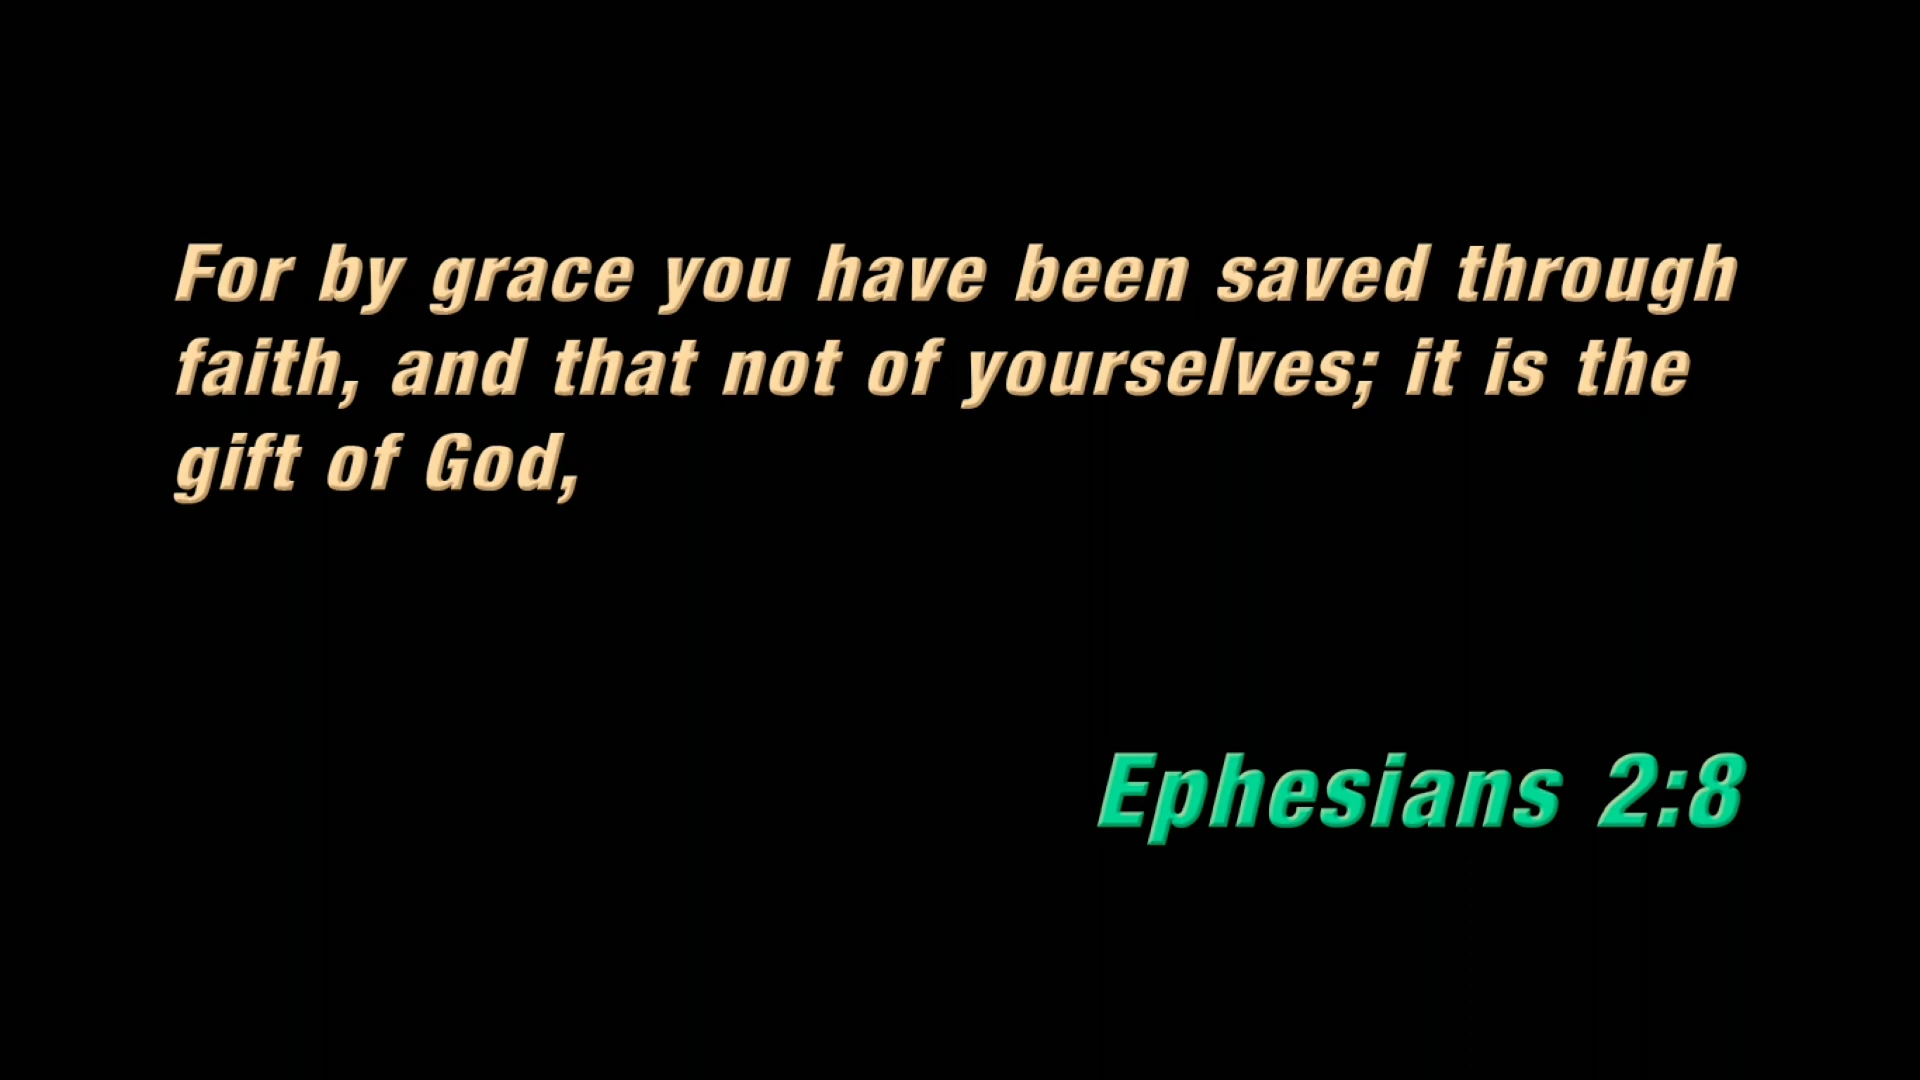 For by grace you have been saved through
faith, and that not of yourselves; it is the
gift of God,
Ephesians 2:8